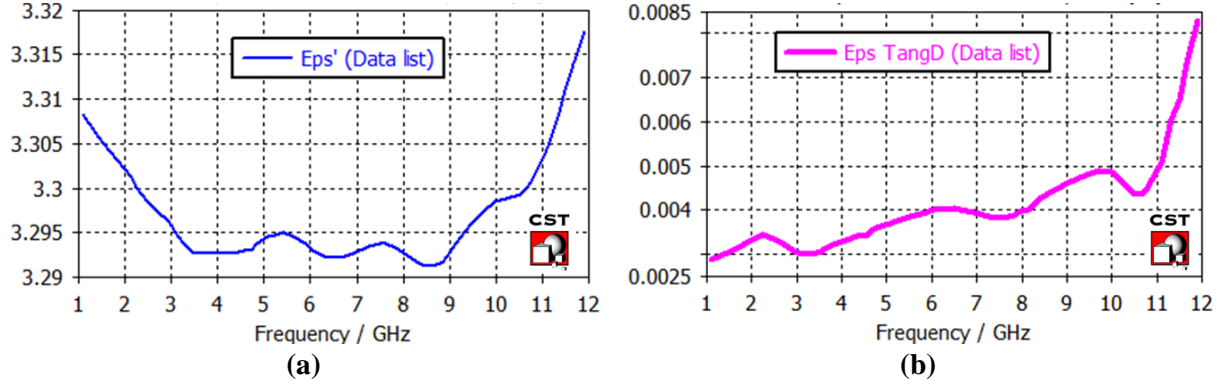 3.32
3.315
3.31
3.305
3.3
3.295
3.29
Eps' (Data list)
CST
1 2 3 4 5 6 7 8 9 10 11 12
Frequency / GHz
(a)
0.0085
0.007
0.006
0.005
0.004
0.0025
Eps TangD (Data list)
CST
1 2 3 4 5 6 7 8 9 10 11 12
Frequency / GHz
(b)